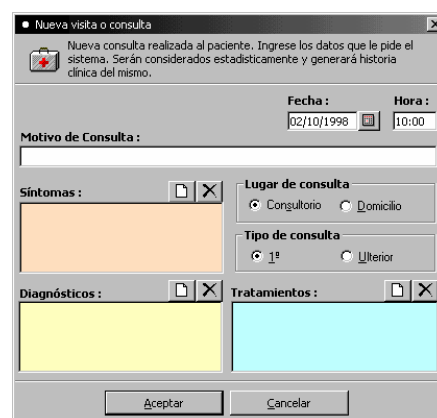 Nueva visita o consulta
Nueva consulta realizada al paciente. Ingrese los datos que le pide el
sistema. Serán considerados estadisticamente y generará historia
clínica del mismo.
Fecha : Hora :
02/10/1998 10:00
Motivo de Consulta :
Síntomas :
Lugar de consulta
Consultorio Domicilio
Tipo de consulta
1ª Ulterior
Diagnósticos : Tratamientos :
Aceptar Cancelar